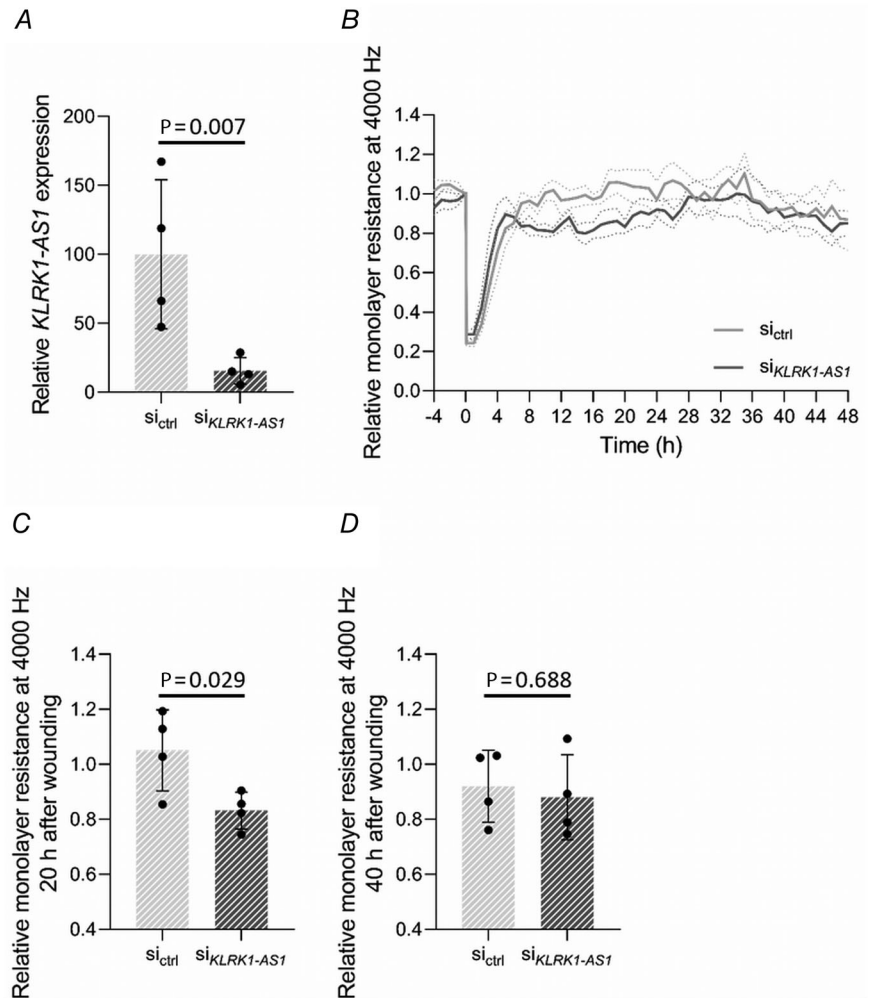 A
Relative KLRK1-AS1 expression
200
150
100
50
0
P = 0.007
sictrl
siKLRK1-AS1
B
Relative monolayer resistance at 4000 Hz
1.4
1.2
1.0
0.8
0.6
0.4
0.2
0.0
sictrl
siKLRK1-AS1
-4 0 4 8 12 16 20 24 28 32 36 40 44 48
Time (h)
C
Relative monolayer resistance at 4000 Hz
20 h after wounding
1.4
1.2
1.0
0.8
0.6
0.4
P = 0.029
sictrl
siKLRK1-AS1
D
Relative monolayer resistance at 4000 Hz
40 h after wounding
1.4
1.2
1.0
0.8
0.6
0.4
P = 0.688
sictrl
siKLRK1-AS1